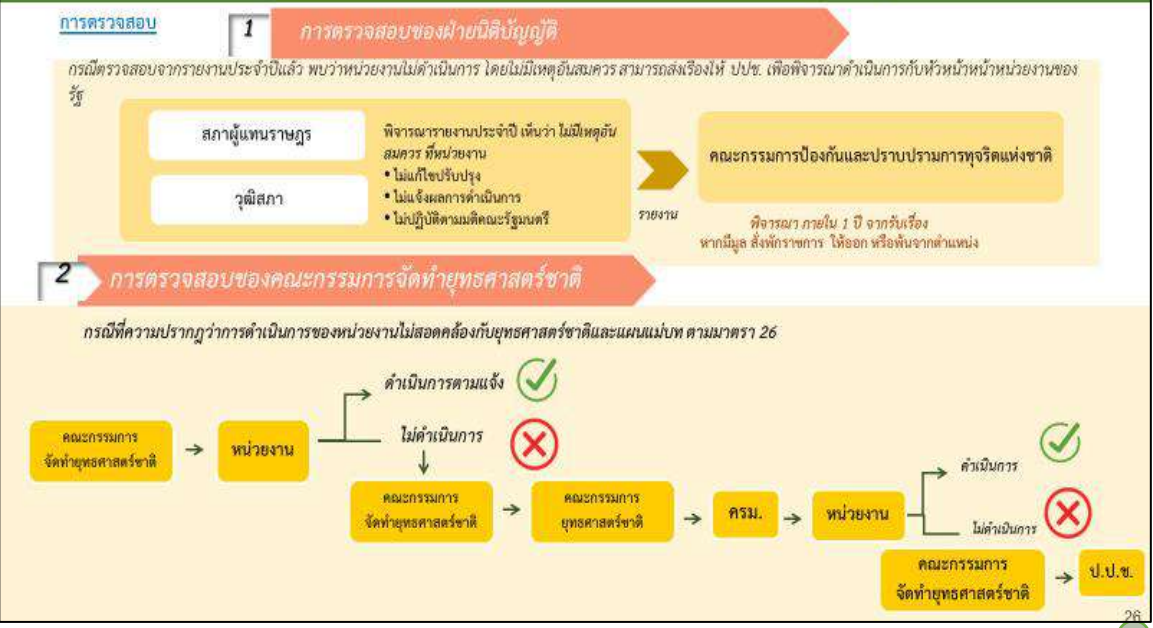 การตรวจสอบ
1
การตรวจสอบของฝ่ายนิติบัญญัติ
กรณีตรวจสอบจากรายงานประจำปีแล้ว พบว่าหน่วยงานไม่ดำเนินการ โดยไม่มีเหตุอันสมควร สามารถส่งเรื่องให้ ปปช. เพื่อพิจารณาดำเนินการกับหัวหน้าหน้าหน่วยงานของ
รัฐ
สภาผู้แทนราษฎร
วุฒิสภา
พิจารณารายงานประจำปี เห็นว่า ไม่มีเหตุอัน
สมควร ที่หน่วยงาน
• ไม่แก้ไขปรับปรุง
• ไม่แจ้งผลการดำเนินการ
• ไม่ปฏิบัติตามมติคณะรัฐมนตรี
รายงาน
คณะกรรมการป้องกันและปราบปรามการทุจริตแห่งชาติ
พิจารณา ภายใน 1 ปี จากรับเรื่อง
หากมีมูล สั่งพักราชการ ให้ออก หรือพ้นจากตำแหน่ง
2
การตรวจสอบของคณะกรรมการจัดทำยุทธศาสตร์ชาติ
กรณีที่ความปรากฏว่าการดำเนินการของหน่วยงานไม่สอดคล้องกับยุทธศาสตร์ชาติและแผนแม่บท ตามมาตรา 26
คณะกรรมการ
จัดทำยุทธศาสตร์ชาติ
หน่วยงาน
ดำเนินการตามแจ้ง
ไม่ดำเนินการ
คณะกรรมการ
จัดทำยุทธศาสตร์ชาติ
คณะกรรมการ
ยุทธศาสตร์ชาติ
ครม.
หน่วยงาน
ดำเนินการ
ไม่ดำเนินการ
คณะกรรมการ
จัดทำยุทธศาสตร์ชาติ
ป.ป.ช.
26